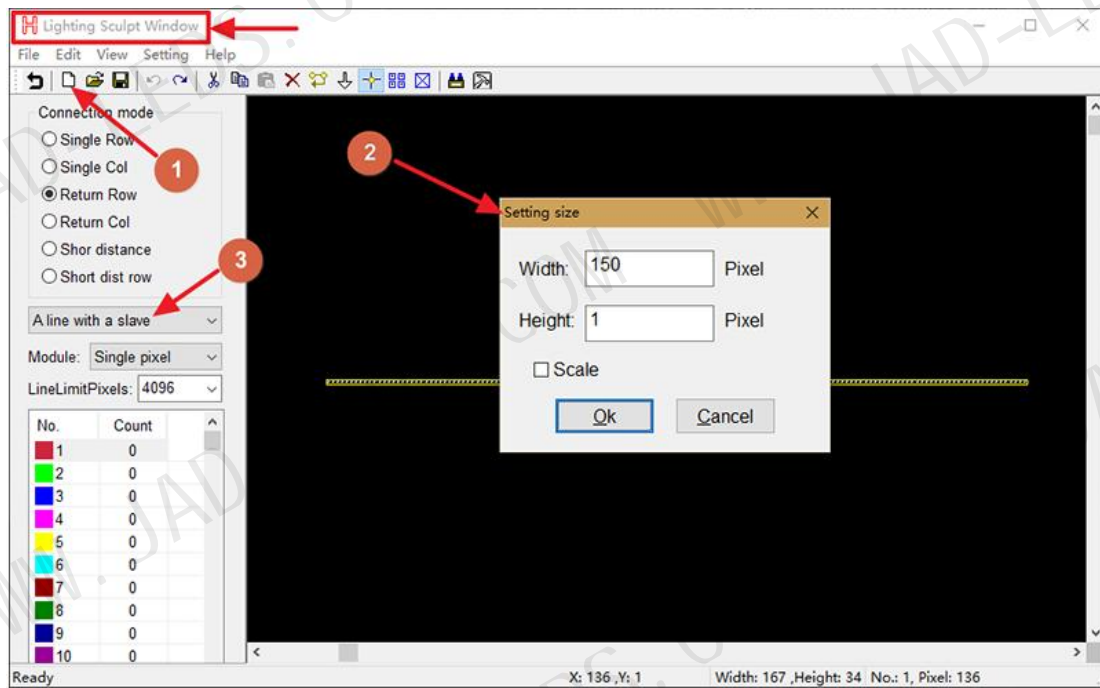 Lighting Sculpt Window
File Edit View Setting Help
Connection mode
Single Row
Single Col
Return Row
Return Col
Shor distance
Short dist row
1
2
3
A line with a slave
Module: Single pixel
LineLimitPixels: 4096
No. Count
1 0
2 0
3 0
4 0
5 0
6 0
7 0
8 0
9 0
10 0
Setting size
Width: 150 Pixel
Height: 1 Pixel
Scale
Ok Cancel
Ready X: 136 ,Y: 1 Width: 167 ,Height: 34 No.: 1, Pixel: 136